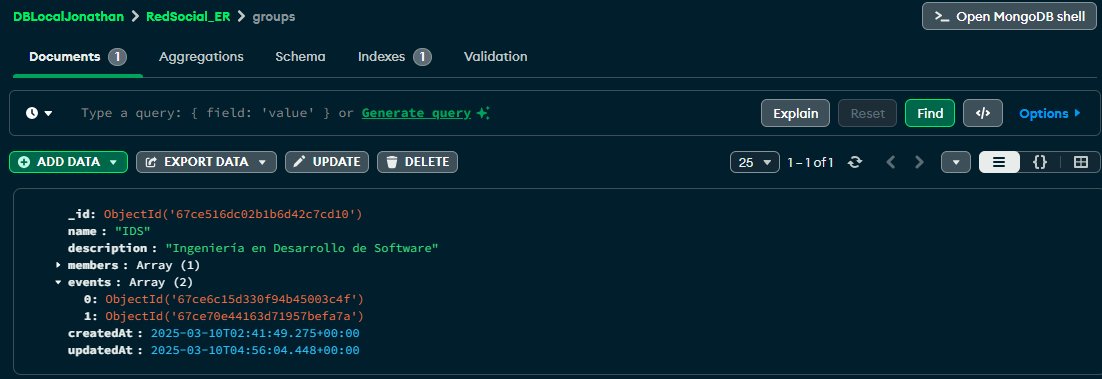 DBLocalJonathan > RedSocial_ER > groups
>_ Open MongoDB shell
Documents 1 Aggregations Schema Indexes 1 Validation
Type a query: { field: 'value' } or Generate query
Explain Reset Find </> Options
ADD DATA EXPORT DATA UPDATE DELETE
25 1–1 of 1 {}
_id: ObjectId('67ce516dc02b1b6d42c7cd10')
name : "IDS"
description : "Ingeniería en Desarrollo de Software"
members : Array (1)
events : Array (2)
0: ObjectId('67ce6c15d330f94b45003c4f')
1: ObjectId('67ce70e44163d71957befa7a')
createdAt : 2025-03-10T02:41:49.275+00:00
updatedAt : 2025-03-10T04:56:04.448+00:00